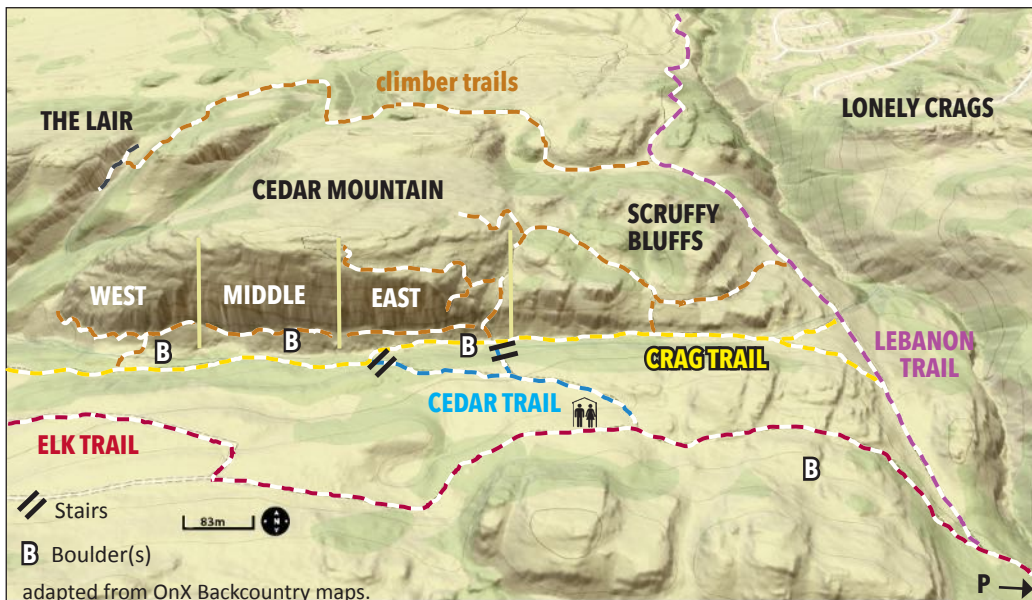 climber trails
THE LAIR
LONELY CRAGS
CEDAR MOUNTAIN
SCRUFFY
BLUFFS
WEST
MIDDLE
EAST
B
B
B
CRAG TRAIL
LEBANON
TRAIL
CEDAR TRAIL
ELK TRAIL
B
Stairs
83m
N
B Boulder(s)
P
adapted from OnX Backcountry maps.